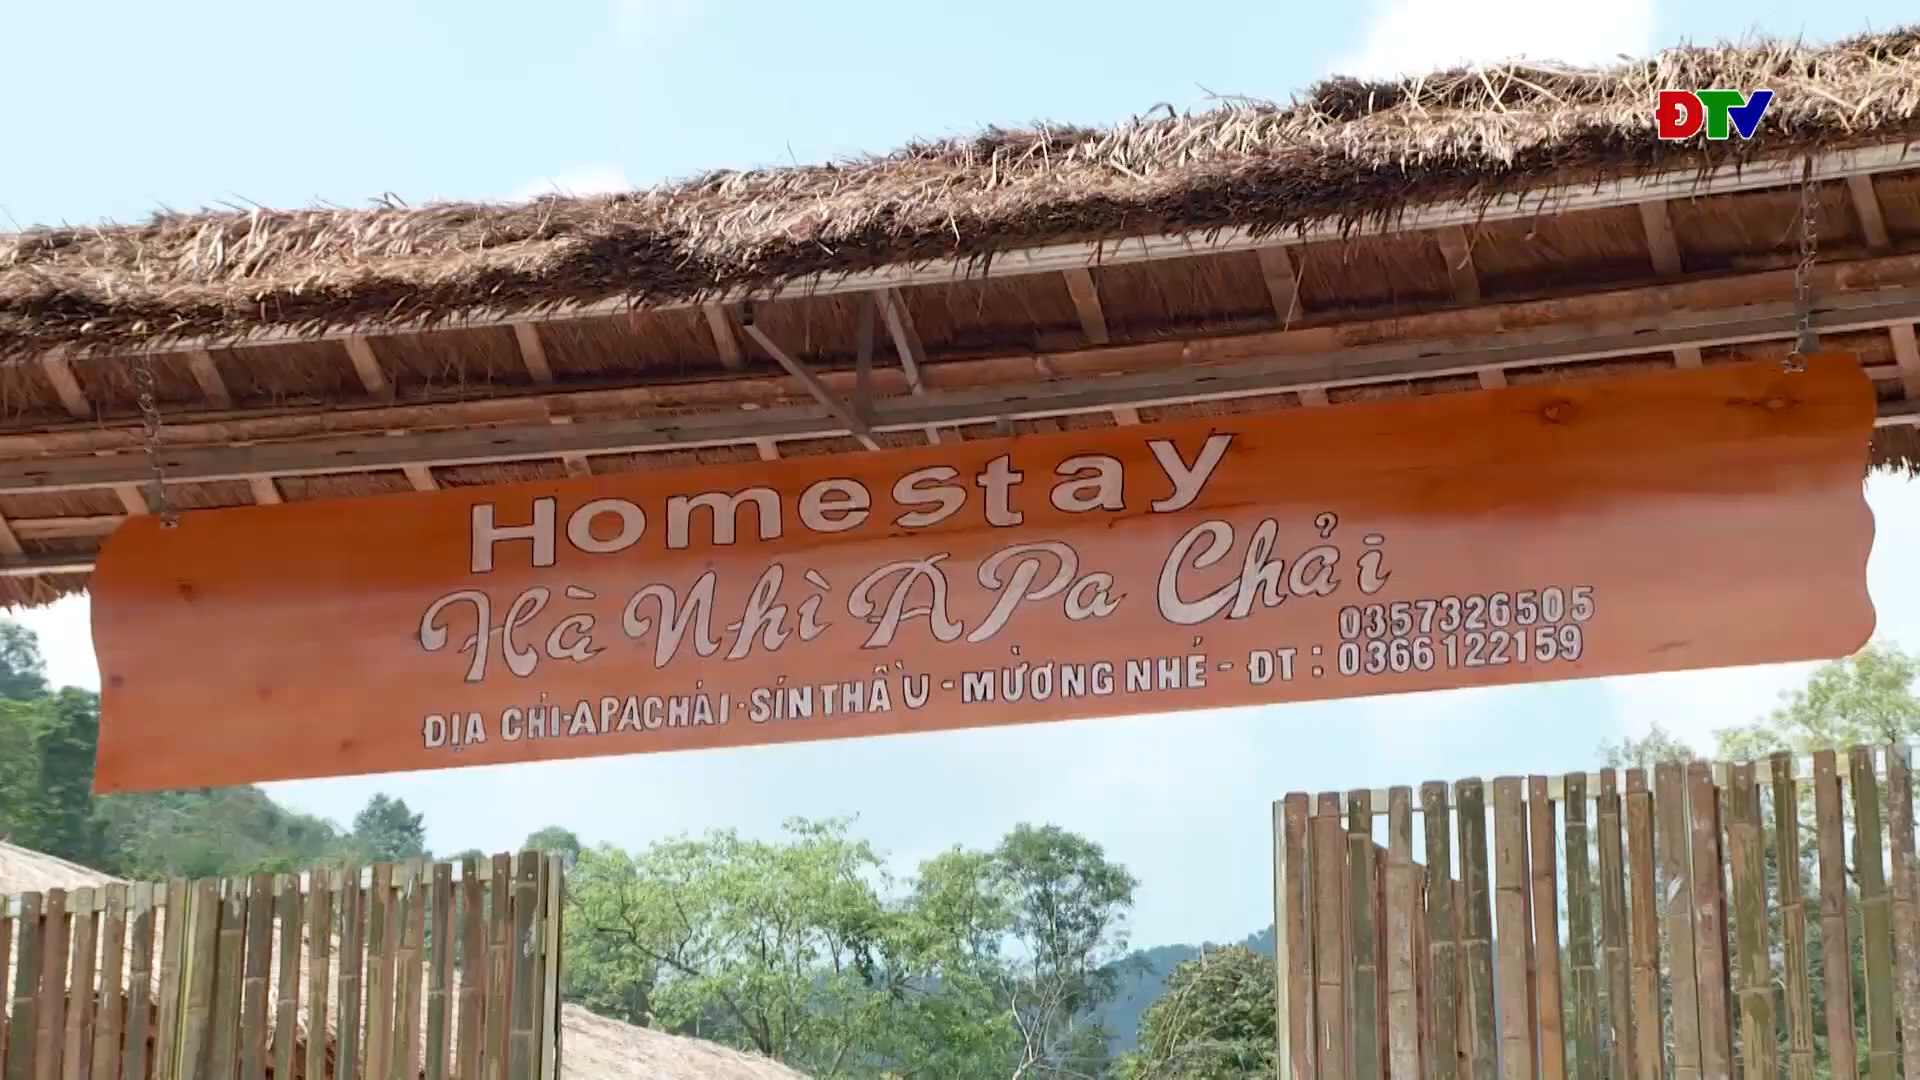 ĐTV
Homestay
Hà Nhì A Pa Chải
0357326505
ĐỊA CHỈ-APACHẢI-SÍN THẦU-MƯỜNG NHÉ-ĐT: 0366122159